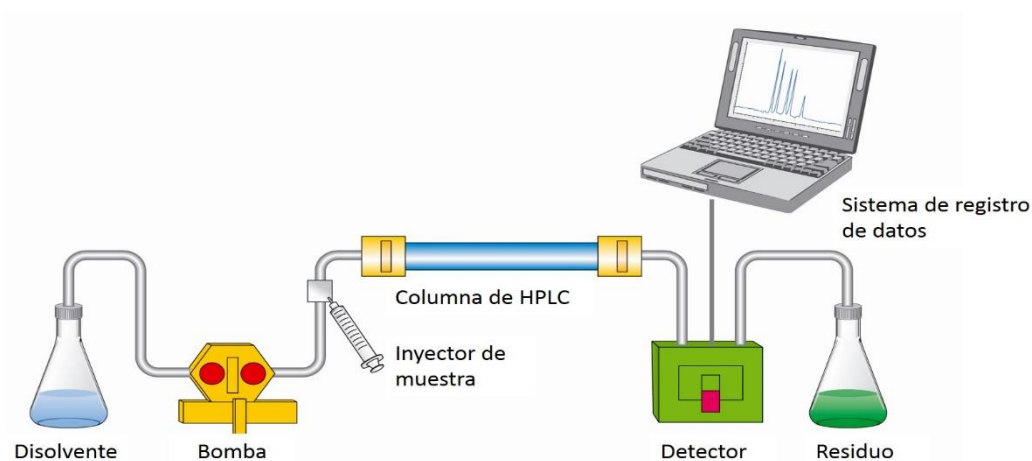 Sistema de registro
de datos
Columna de HPLC
Inyector de
muestra
Disolvente
Bomba
Detector
Residuo